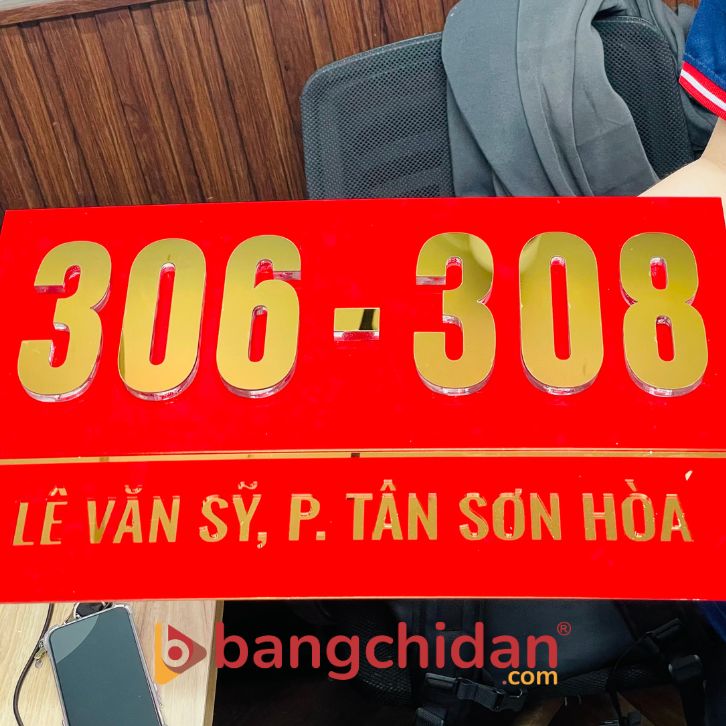 306 - 308
LÊ VĂN SỸ, P. TÂN SƠN HÒA
bangchidan®
.com